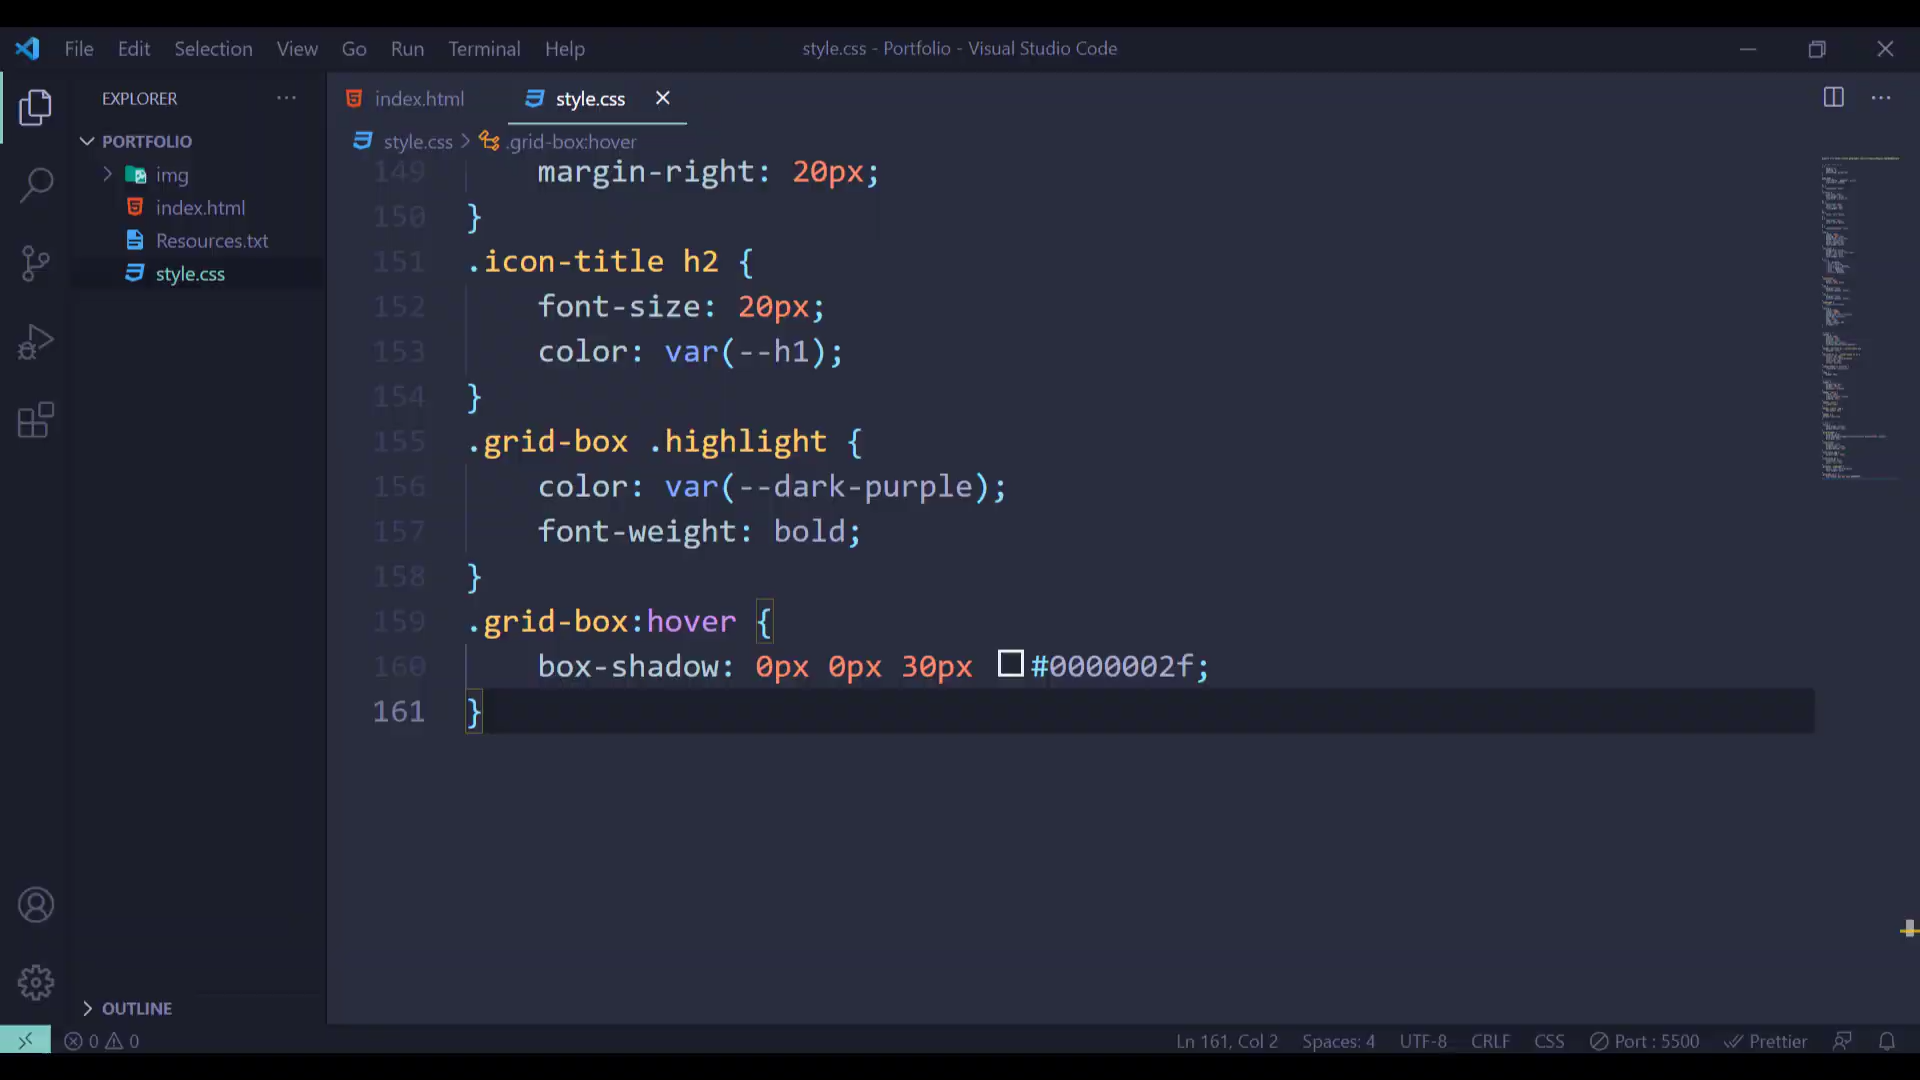 File Edit Selection View Go Run Terminal Help style.css - Portfolio - Visual Studio Code
EXPLORER
PORTFOLIO
img
index.html
Resources.txt
style.css
OUTLINE
index.html style.css
style.css > .grid-box:hover
149 margin-right: 20px;
150 }
151 .icon-title h2 {
152 font-size: 20px;
153 color: var(--h1);
154 }
155 .grid-box .highlight {
156 color: var(--dark-purple);
157 font-weight: bold;
158 }
159 .grid-box:hover {
160 box-shadow: 0px 0px 30px #0000002f;
161 }
0 0 Ln 161, Col 2 Spaces: 4 UTF-8 CRLF CSS Port : 5500 Prettier